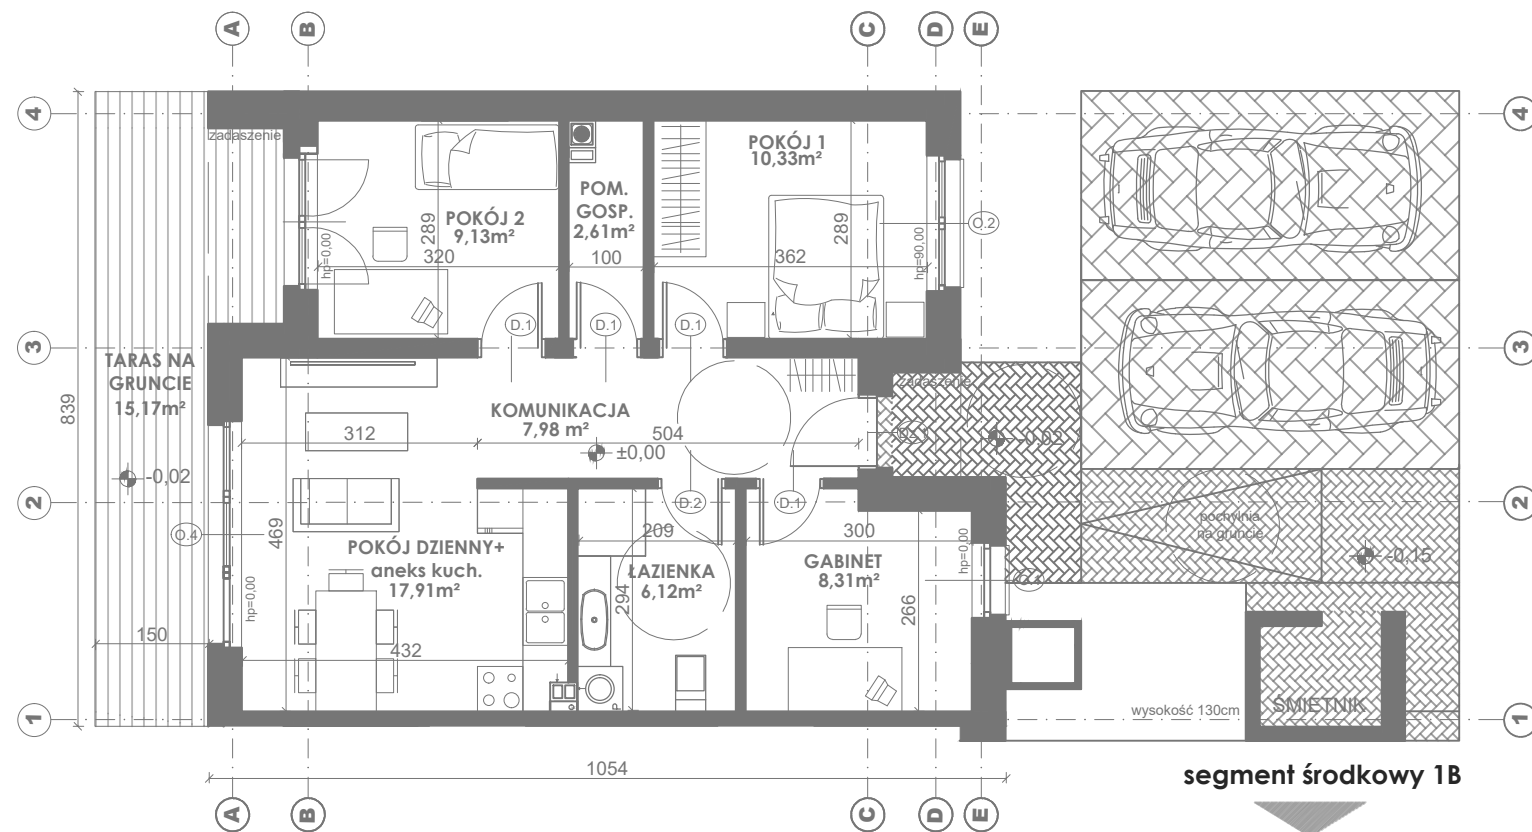 A
B
C
D
E
4
4
zadaszenie
POKÓJ 1
10,33m²
POM.
GOSP.
2,61m²
POKÓJ 2
9,13m²
289
289
O.2
320
100
362
hp=0,00
hp=90,00
D.1
D.1
D.1
3
3
TARAS NA
GRUNCIE
15,17m²
zadaszenie
KOMUNIKACJA
7,98 m²
839
312
504
±0,00
-0,02
-0,02
2
2
D.2
D.1
pochylnia
na gruncie
O.4
469
209
300
hp=0,00
-0,15
POKÓJ DZIENNY+
aneks kuch.
17,91m²
ŁAZIENKA
6,12m²
GABINET
8,31m²
hp=0,00
294
266
150
432
P
wysokość 130cm
ŚMIETNIK
1
1
1054
segment środkowy 1B
A
B
C
D
E